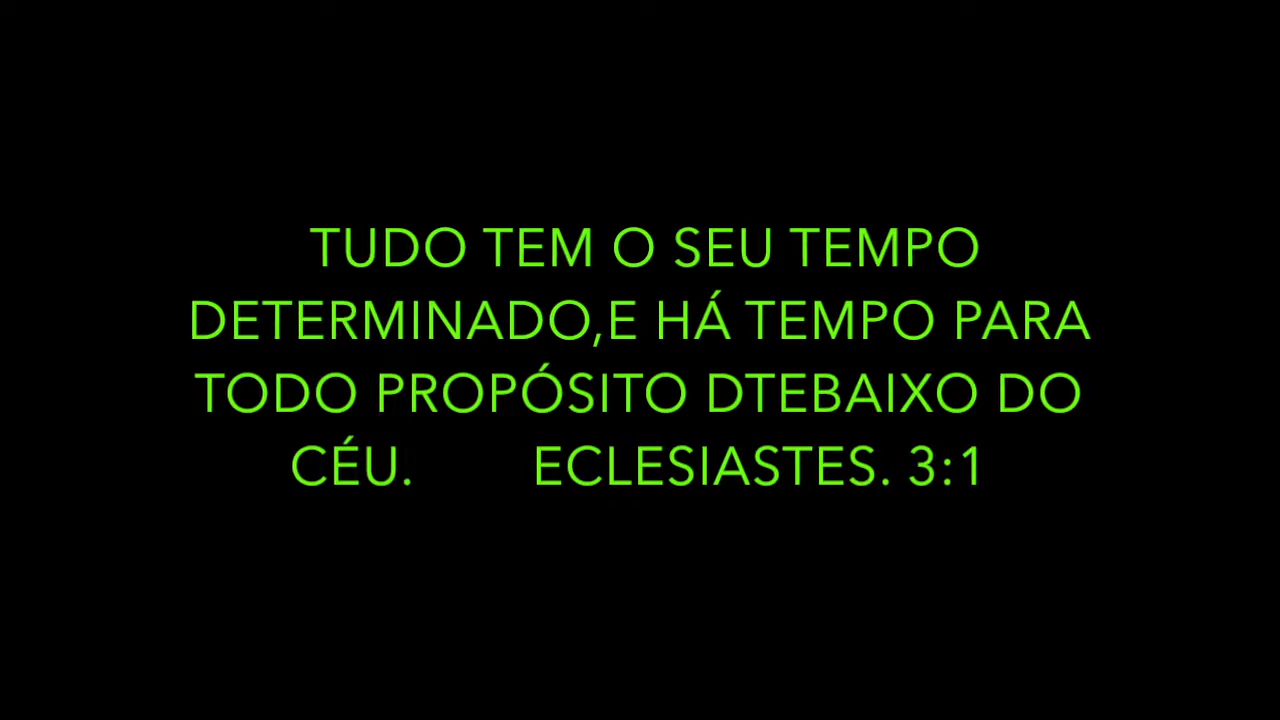 TUDO TEM O SEU TEMPO
DETERMINADO,E HÁ TEMPO PARA
TODO PROPÓSITO DTEBAIXO DO
CÉU. ECLESIASTES. 3:1